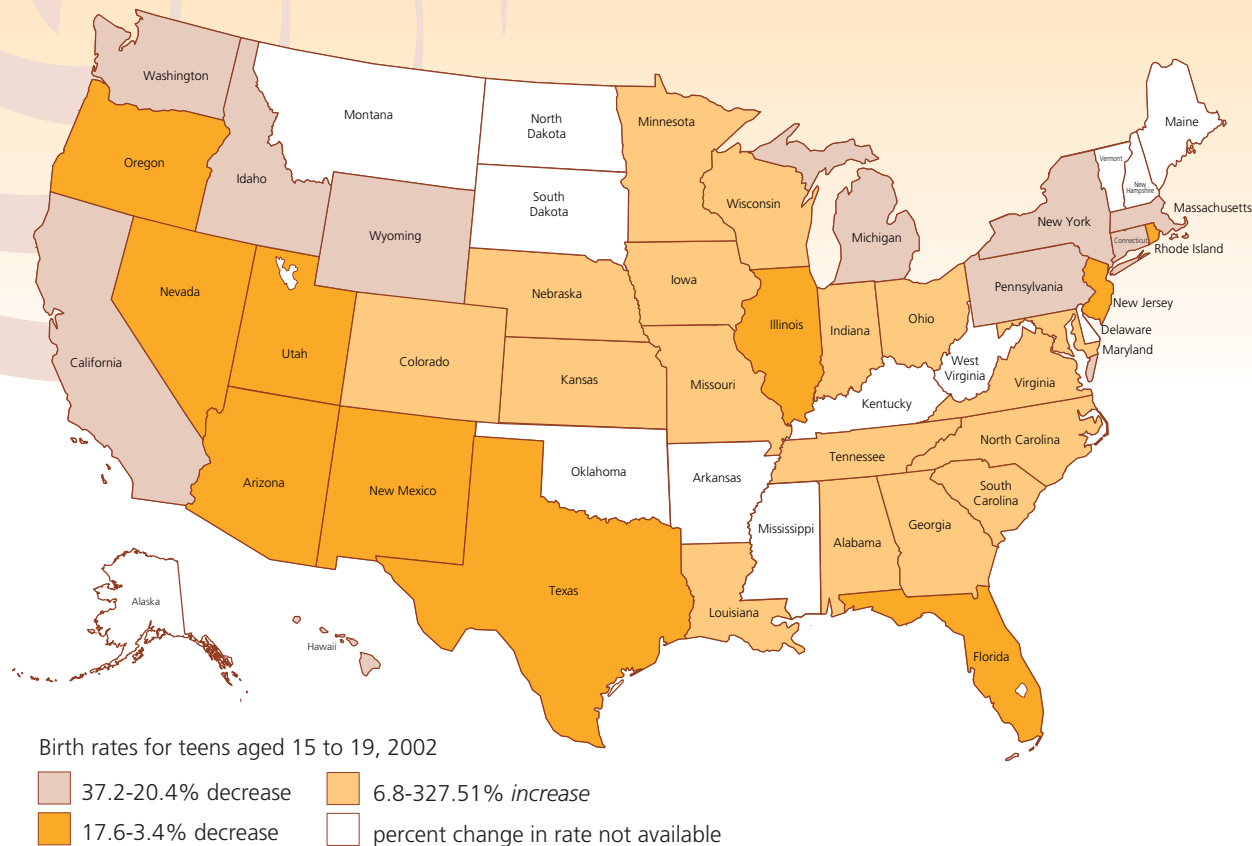 Washington
Montana
North
Dakota
Minnesota
Maine
Oregon
Idaho
South
Dakota
Wisconsin
Vermont
New
Hampshire
Massachusetts
Wyoming
Michigan
New York
Connecticut
Rhode Island
Nevada
Nebraska
Iowa
Pennsylvania
New Jersey
Utah
Colorado
Illinois
Indiana
Ohio
Delaware
Maryland
California
Kansas
Missouri
West
Virginia
Virginia
Kentucky
Arizona
New Mexico
Oklahoma
Arkansas
Tennessee
North Carolina
South
Carolina
Mississippi
Alabama
Georgia
Alaska
Hawaii
Texas
Louisiana
Florida
Birth rates for teens aged 15 to 19, 2002
37.2-20.4% decrease
6.8-327.51% increase
17.6-3.4% decrease
percent change in rate not available